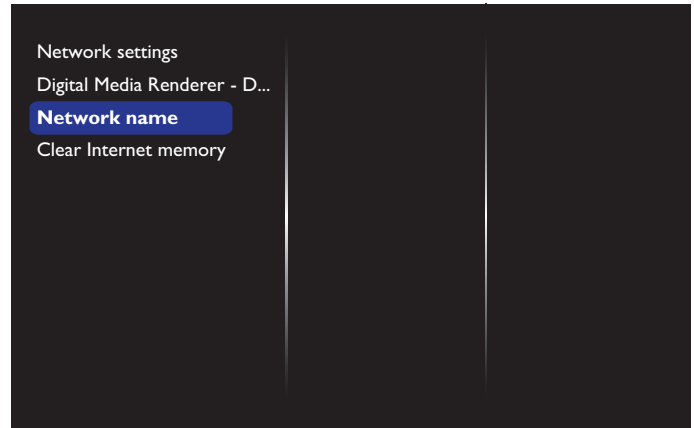 Network settings
Digital Media Renderer - D...
Network name
Clear Internet memory